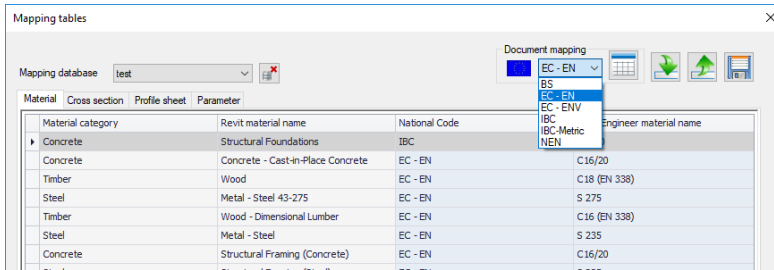 Mapping tables
Document mapping
Mapping database test EC - EN
BS
EC - EN
EC - ENV
IBC
IBC-Metric
NEN
Material Cross section Profile sheet Parameter
Material category Revit material name National Code Engineer material name
Concrete Structural Foundations IBC
Concrete Concrete - Cast-in-Place Concrete EC - EN C16/20
Timber Wood EC - EN C18 (EN 338)
Steel Metal - Steel 43-275 EC - EN S 275
Timber Wood - Dimensional Lumber EC - EN C16 (EN 338)
Steel Metal - Steel EC - EN S 235
Concrete Structural Framing (Concrete) EC - EN C16/20